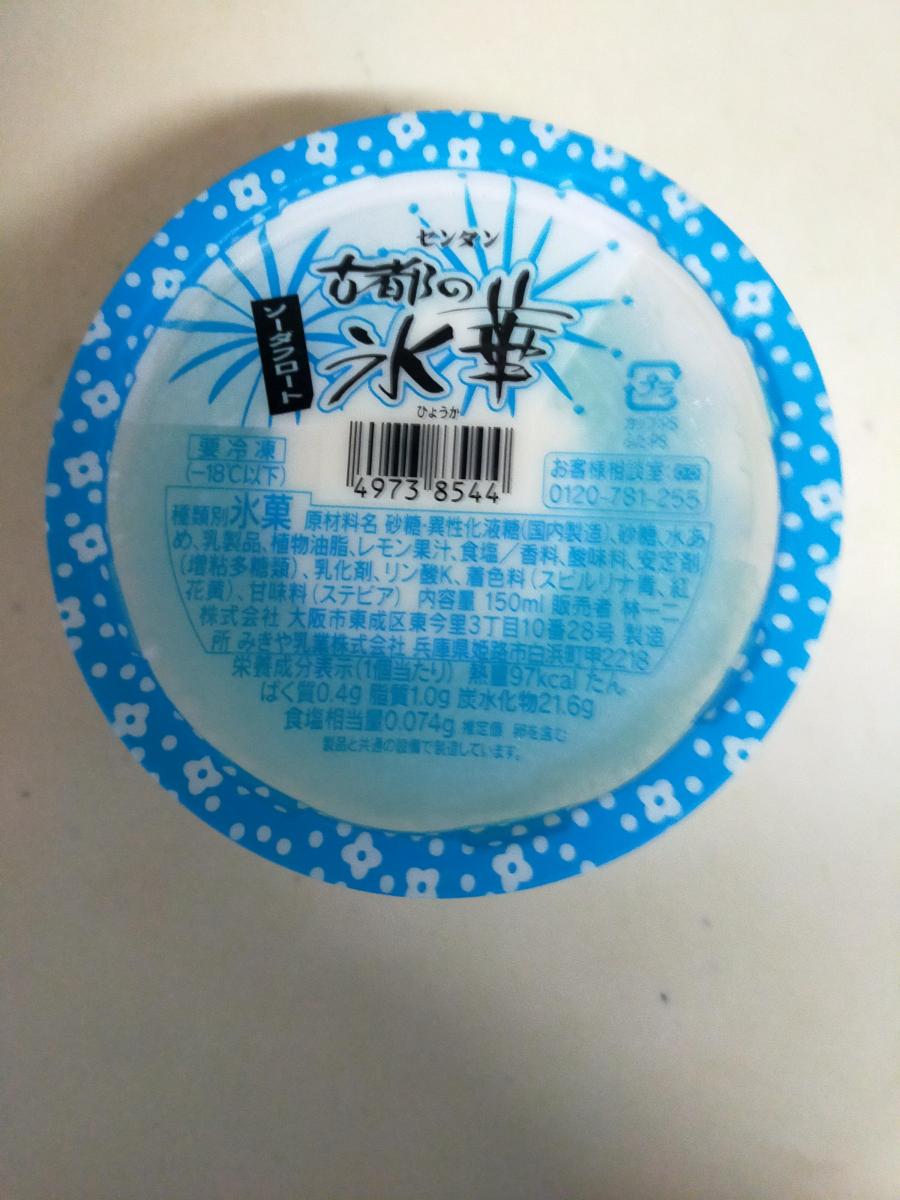 センタン
古都の
氷華
ひょうか
ソーダフロート
プラ
カップ:PS
ふた:PS
4973 8544
要冷凍
(−18℃以下)
お客様相談室:
0120-781-255
種類別 氷菓 原材料名 砂糖・異性化液糖(国内製造)、砂糖、水あ
め、乳製品、植物油脂、レモン果汁、食塩/香料、酸味料、安定剤
(増粘多糖類)、乳化剤、リン酸K、着色料(スピルリナ青、紅
花黄)、甘味料(ステビア) 内容量 150ml 販売者 林一二
株式会社 大阪市東成区東今里3丁目10番28号 製造
所 みきや乳業株式会社 兵庫県姫路市白浜町甲2218
栄養成分表示(1個当たり) 熱量97kcal たん
ぱく質0.4g 脂質1.0g 炭水化物21.6g
食塩相当量0.074g 推定値 卵を含む
製品と共通の設備で製造しています。